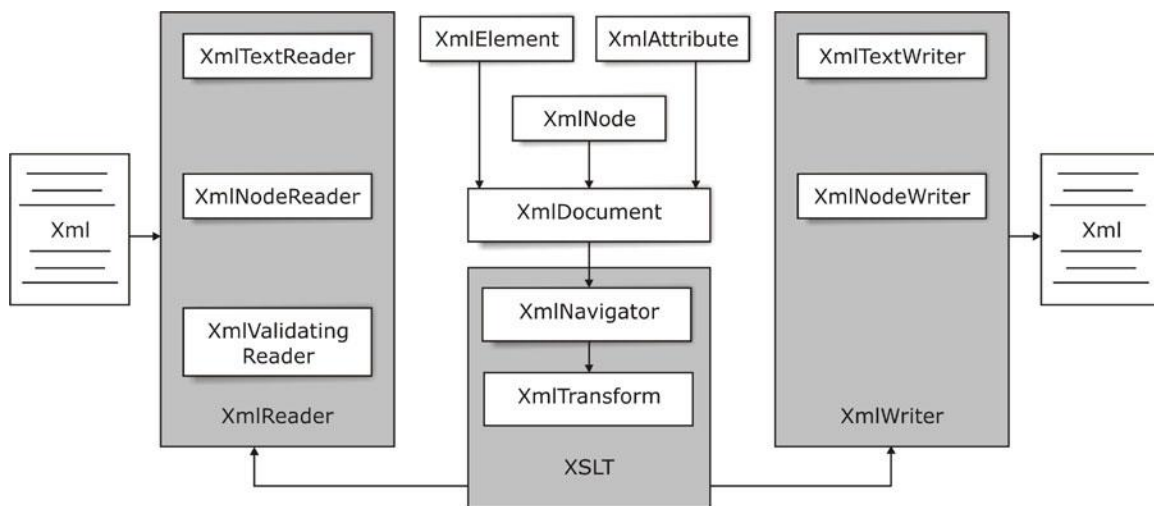 XmlTextReader
XmlElement
XmlAttribute
XmlTextWriter
XmlNode
Xml
XmlNodeReader
XmlDocument
XmlNodeWriter
Xml
XmlValidating
Reader
XmlNavigator
XmlTransform
XmlReader
XSLT
XmlWriter